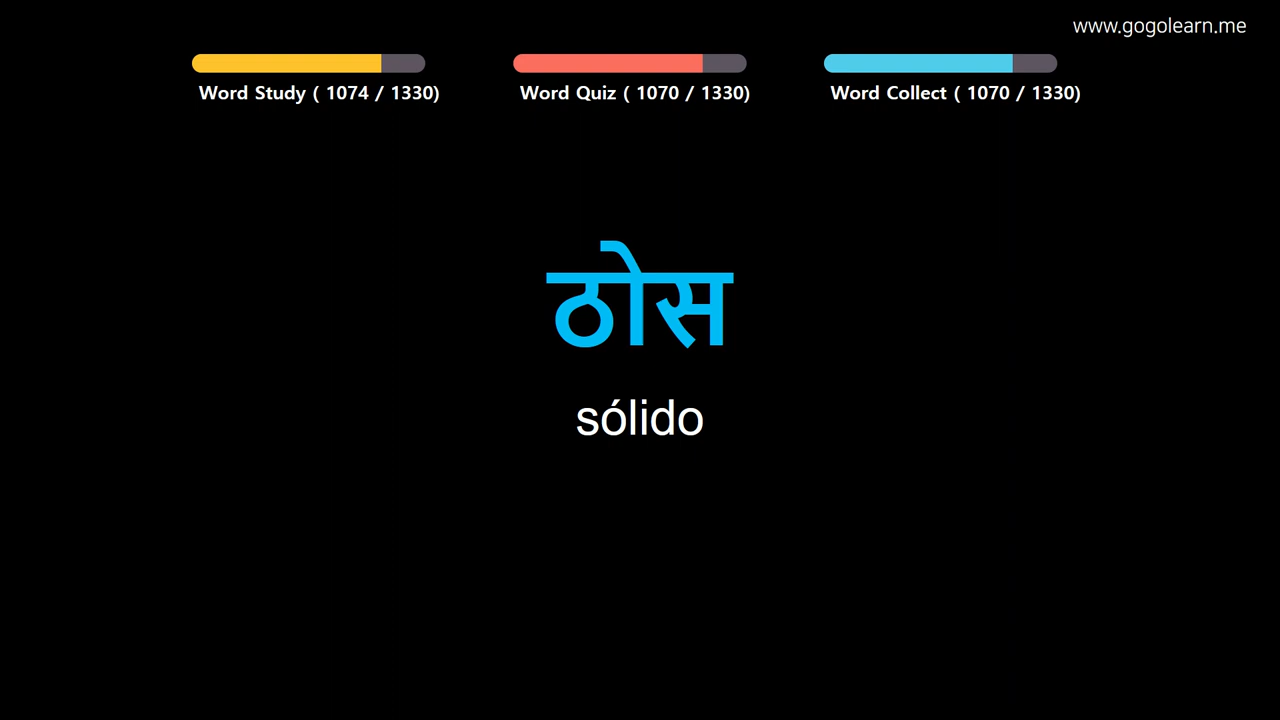 www.gogolearn.me
Word Study ( 1074 / 1330)
Word Quiz ( 1070 / 1330)
Word Collect ( 1070 / 1330)
ठोस
sólido